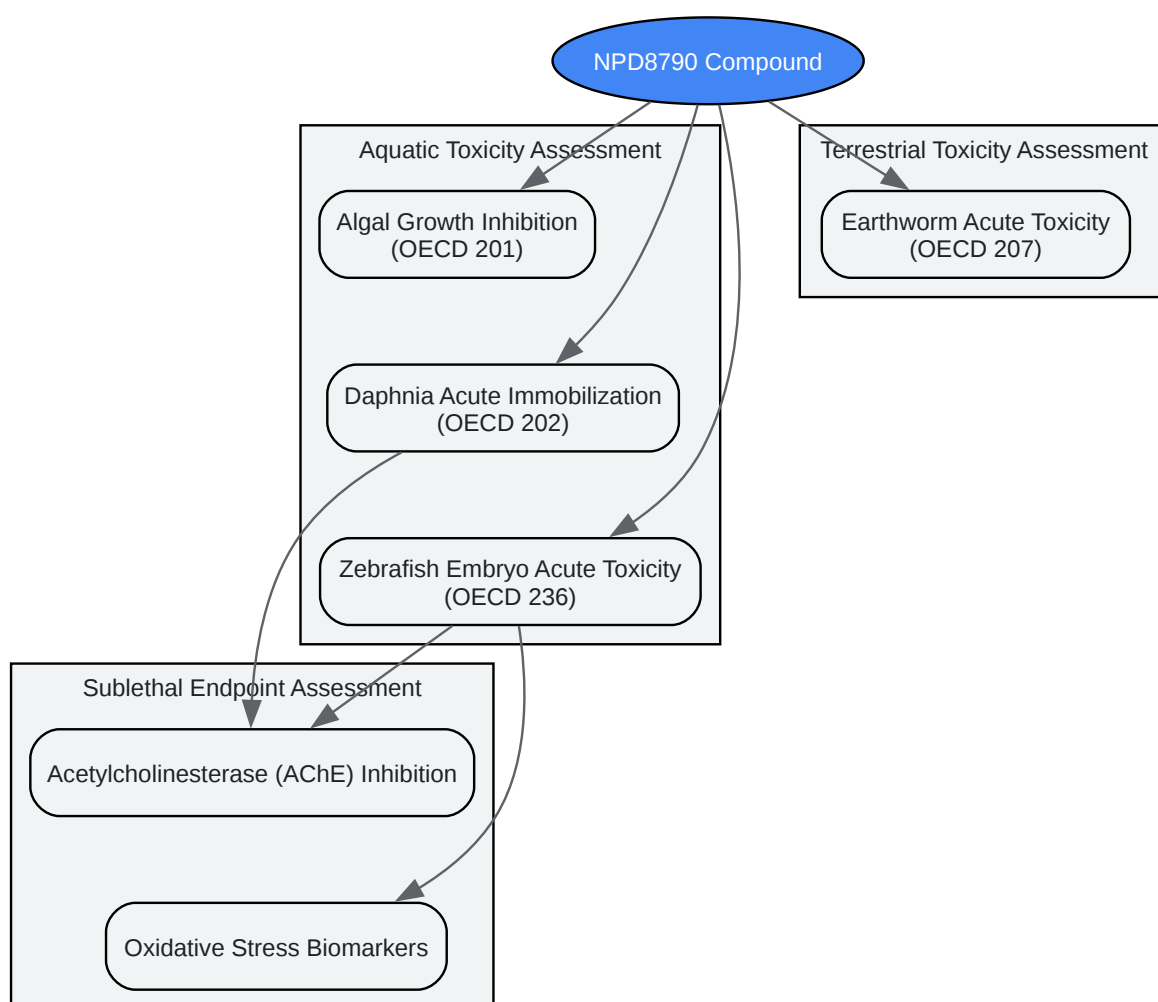 NPD8790 Compound
Aquatic Toxicity Assessment
Terrestrial Toxicity Assessment
Algal Growth Inhibition
(OECD 201)
Earthworm Acute Toxicity
(OECD 207)
Daphnia Acute Immobilization
(OECD 202)
Zebrafish Embryo Acute Toxicity
(OECD 236)
Sublethal Endpoint Assessment
Acetylcholinesterase (AChE) Inhibition
Oxidative Stress Biomarkers